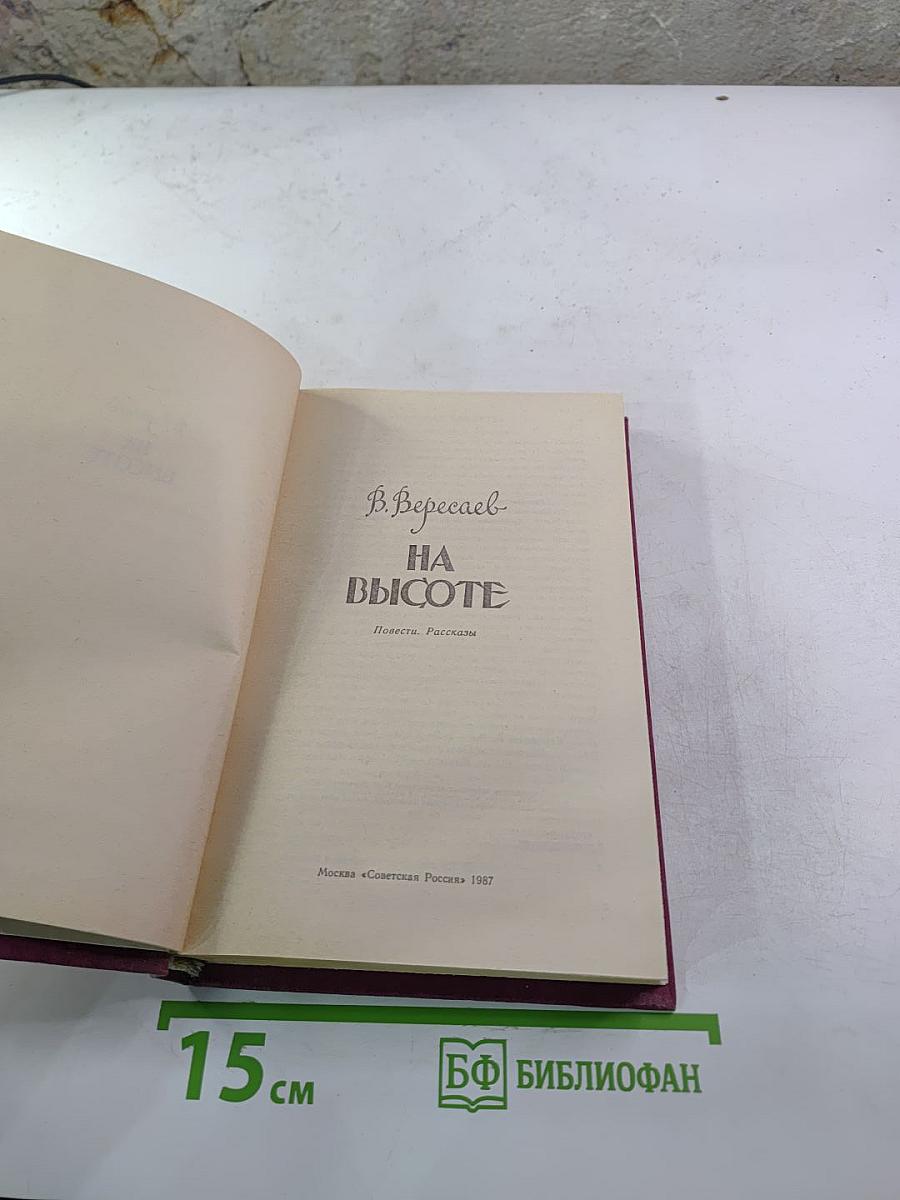 В. Вересаев
НА
ВЫСОТЕ
Повести. Рассказы
Москва «Советская Россия» 1987
15 см
БФ БИБЛИОФАН